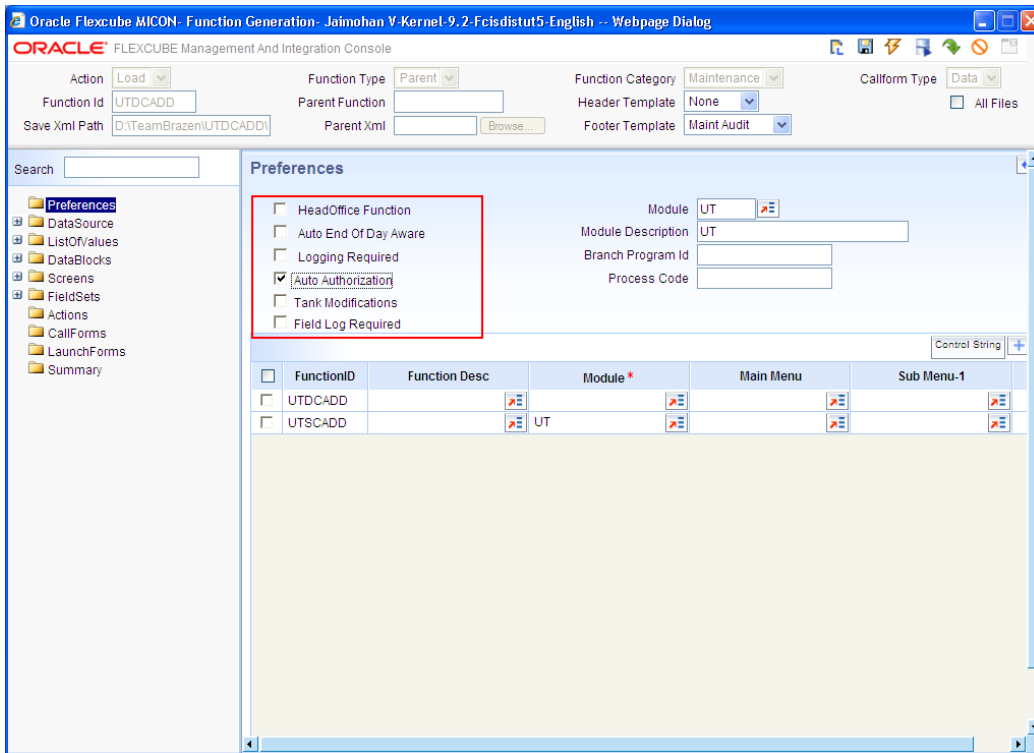 Oracle Flexcube MICON- Function Generation- Jaimohan V-Kernel-9.2-Fcisdistut5-English -- Webpage Dialog
ORACLE® FLEXCUBE Management And Integration Console
Action Load Function Type Parent Function Category Maintenance Callform Type Data
Function Id UTDCADD Parent Function Header Template None All Files
Save Xml Path D:\TeamBrazen\UTDCADD\ Parent Xml Browse... Footer Template Maint Audit
Search
Preferences
DataSource
ListOfValues
DataBlocks
Screens
FieldSets
Actions
CallForms
LaunchForms
Summary
Preferences
HeadOffice Function Module UT
Auto End Of Day Aware Module Description UT
Logging Required Branch Program Id
Auto Authorization Process Code
Tank Modifications
Field Log Required
Control String
FunctionID Function Desc Module * Main Menu Sub Menu-1
UTDCADD
UTSCADD UT